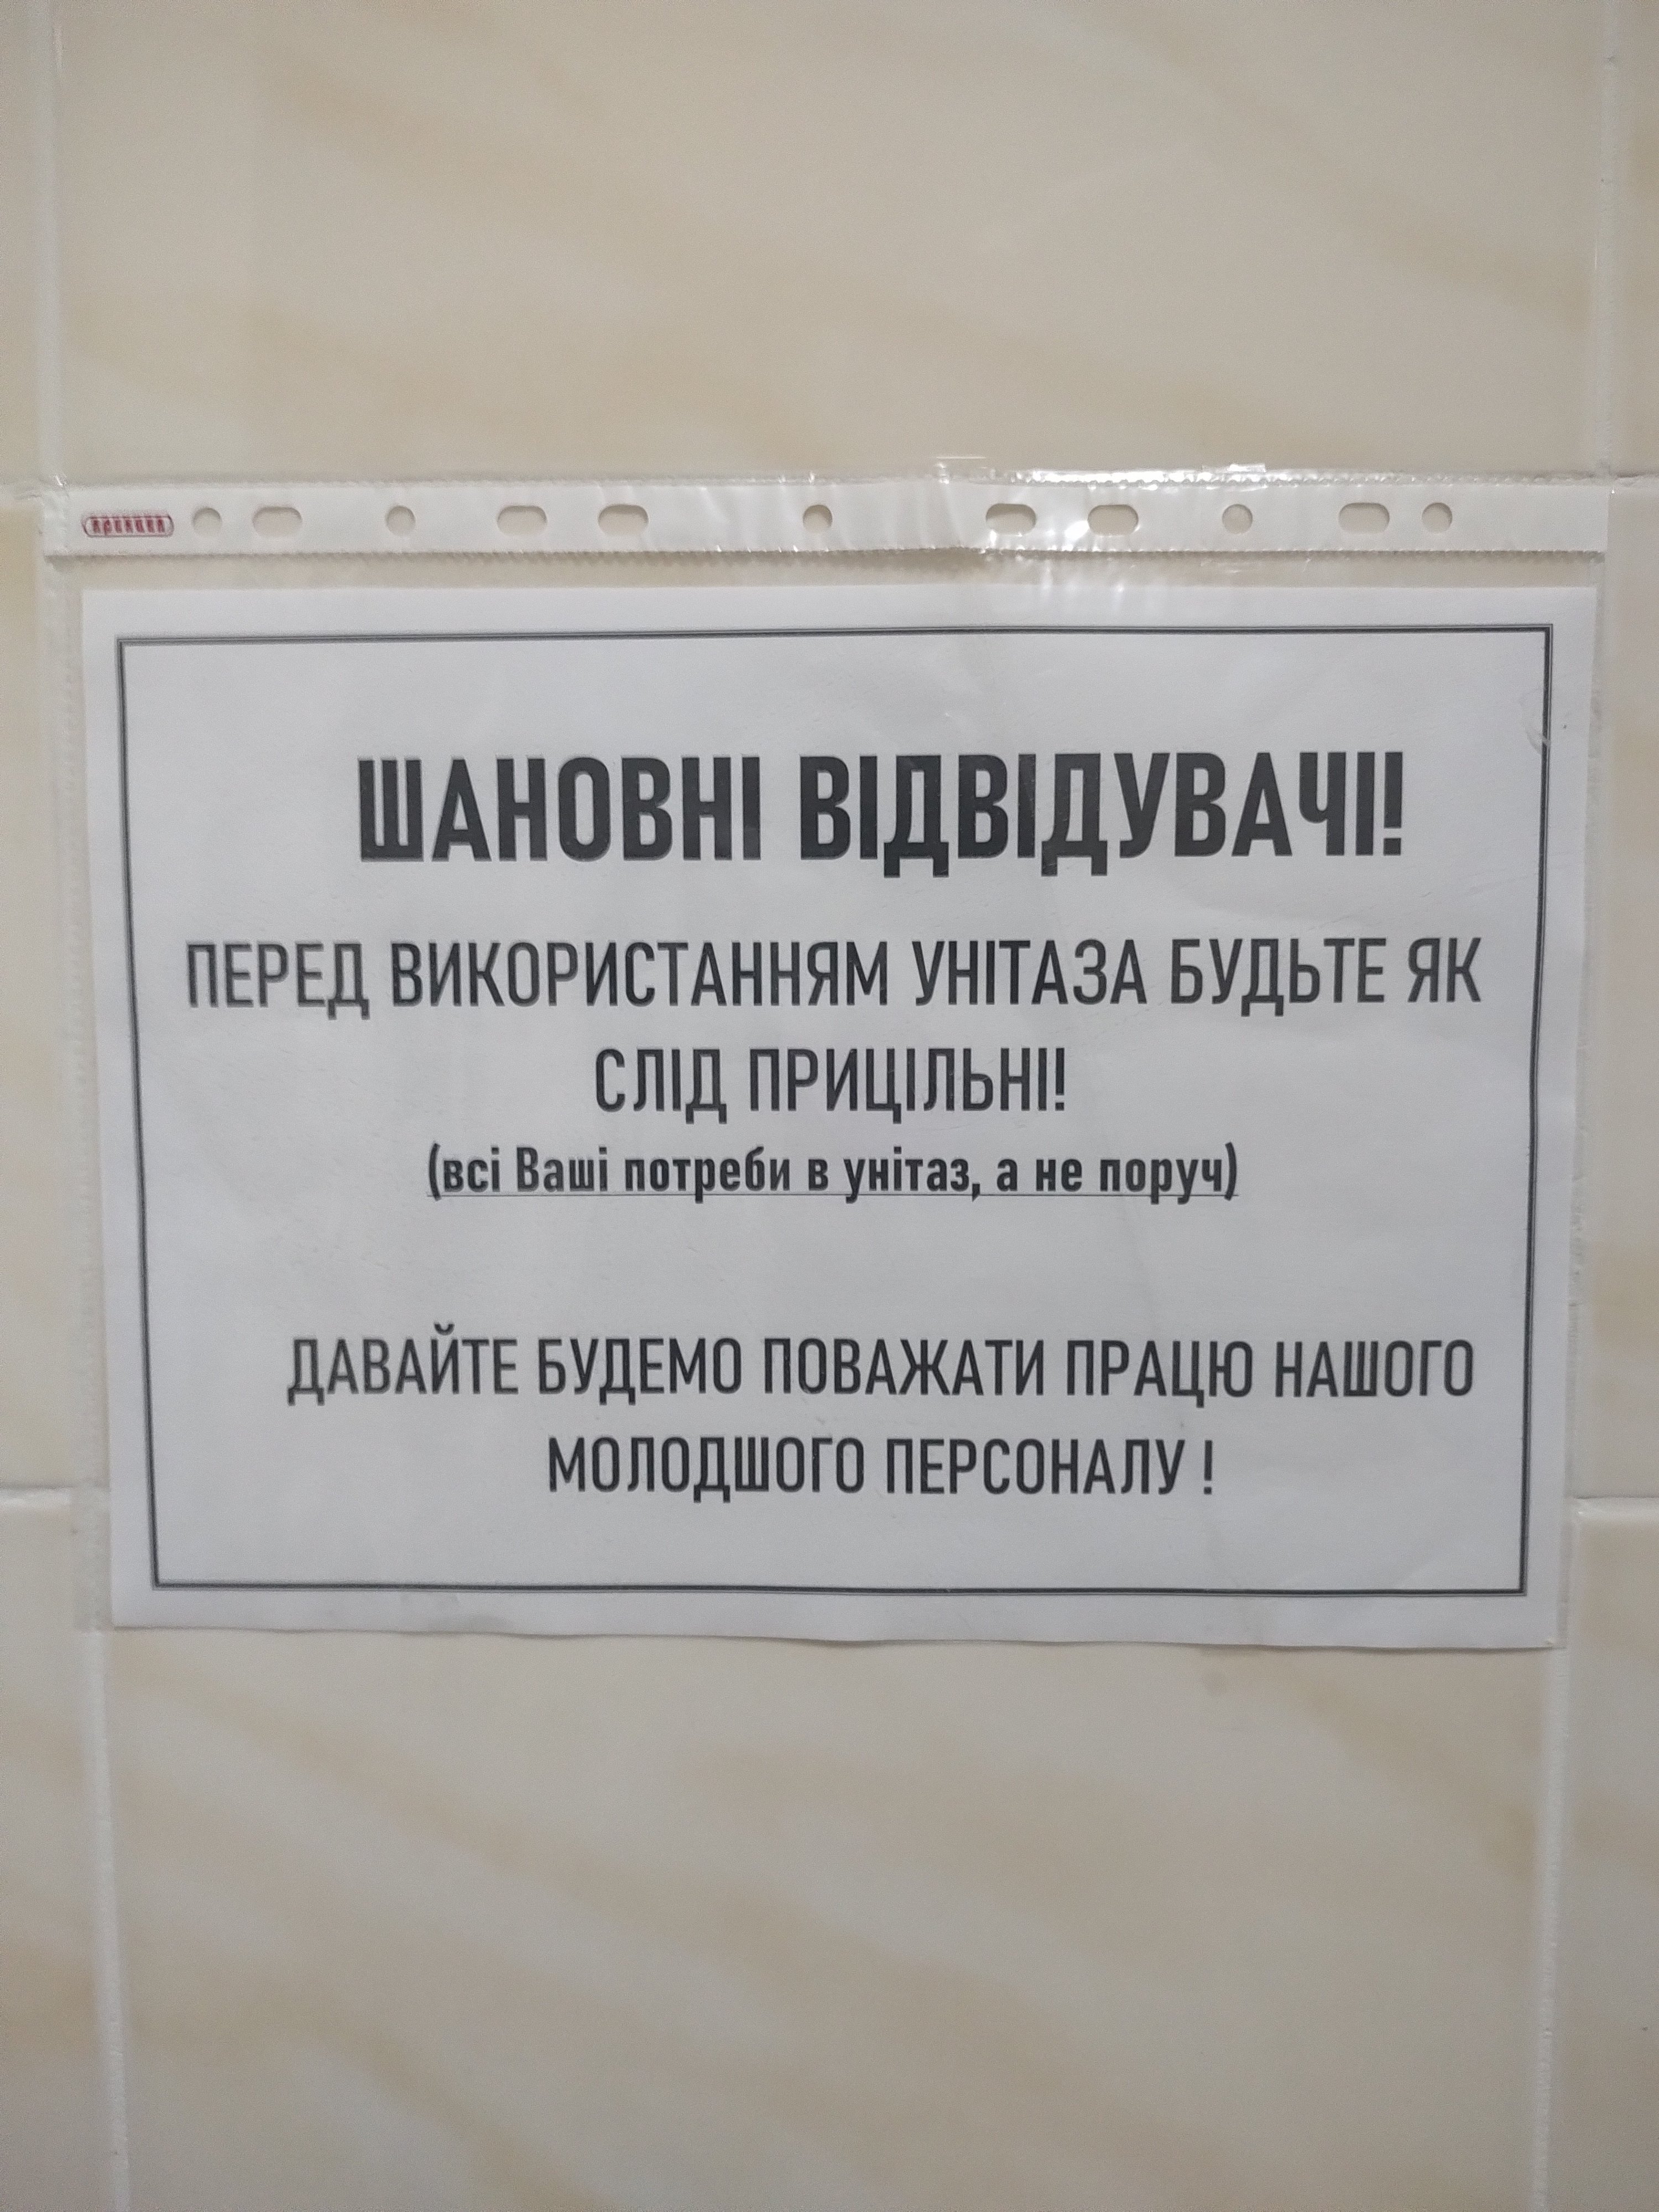 ШАНОВНІ ВІДВІДУВАЧІ!
ПЕРЕД ВИКОРИСТАННЯМ УНІТАЗА БУДЬТЕ ЯК
СЛІД ПРИЦІЛЬНІ!
(всі Ваші потреби в унітаз, а не поруч)
ДАВАЙТЕ БУДЕМО ПОВАЖАТИ ПРАЦЮ НАШОГО
МОЛОДШОГО ПЕРСОНАЛУ !